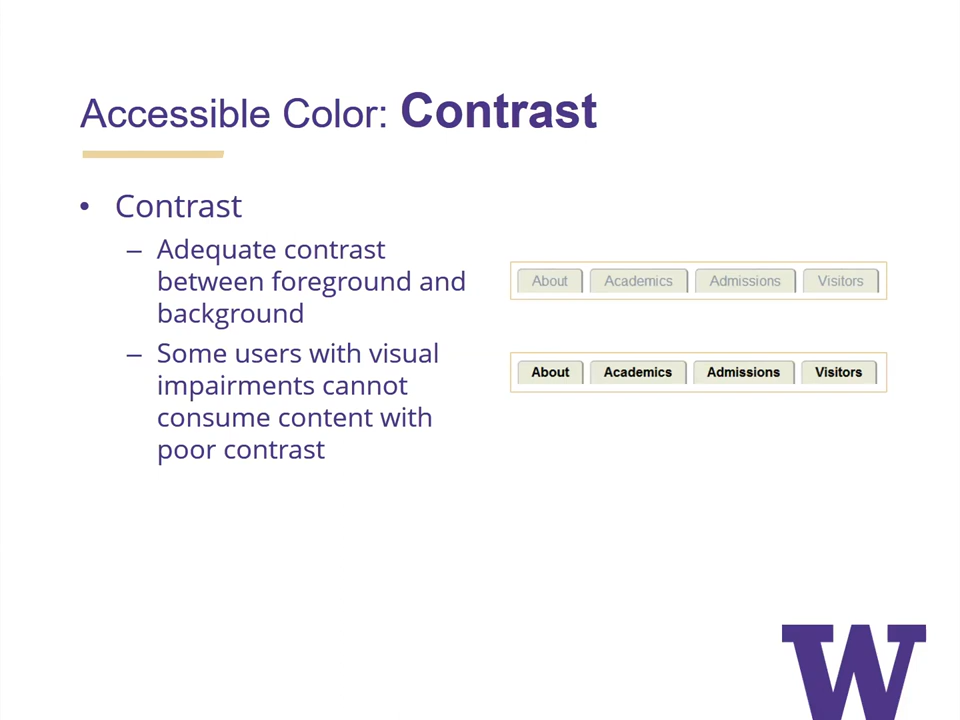 Accessible Color: Contrast
• Contrast
– Adequate contrast
between foreground and
background
– Some users with visual
impairments cannot
consume content with
poor contrast
About Academics Admissions Visitors
About Academics Admissions Visitors
W